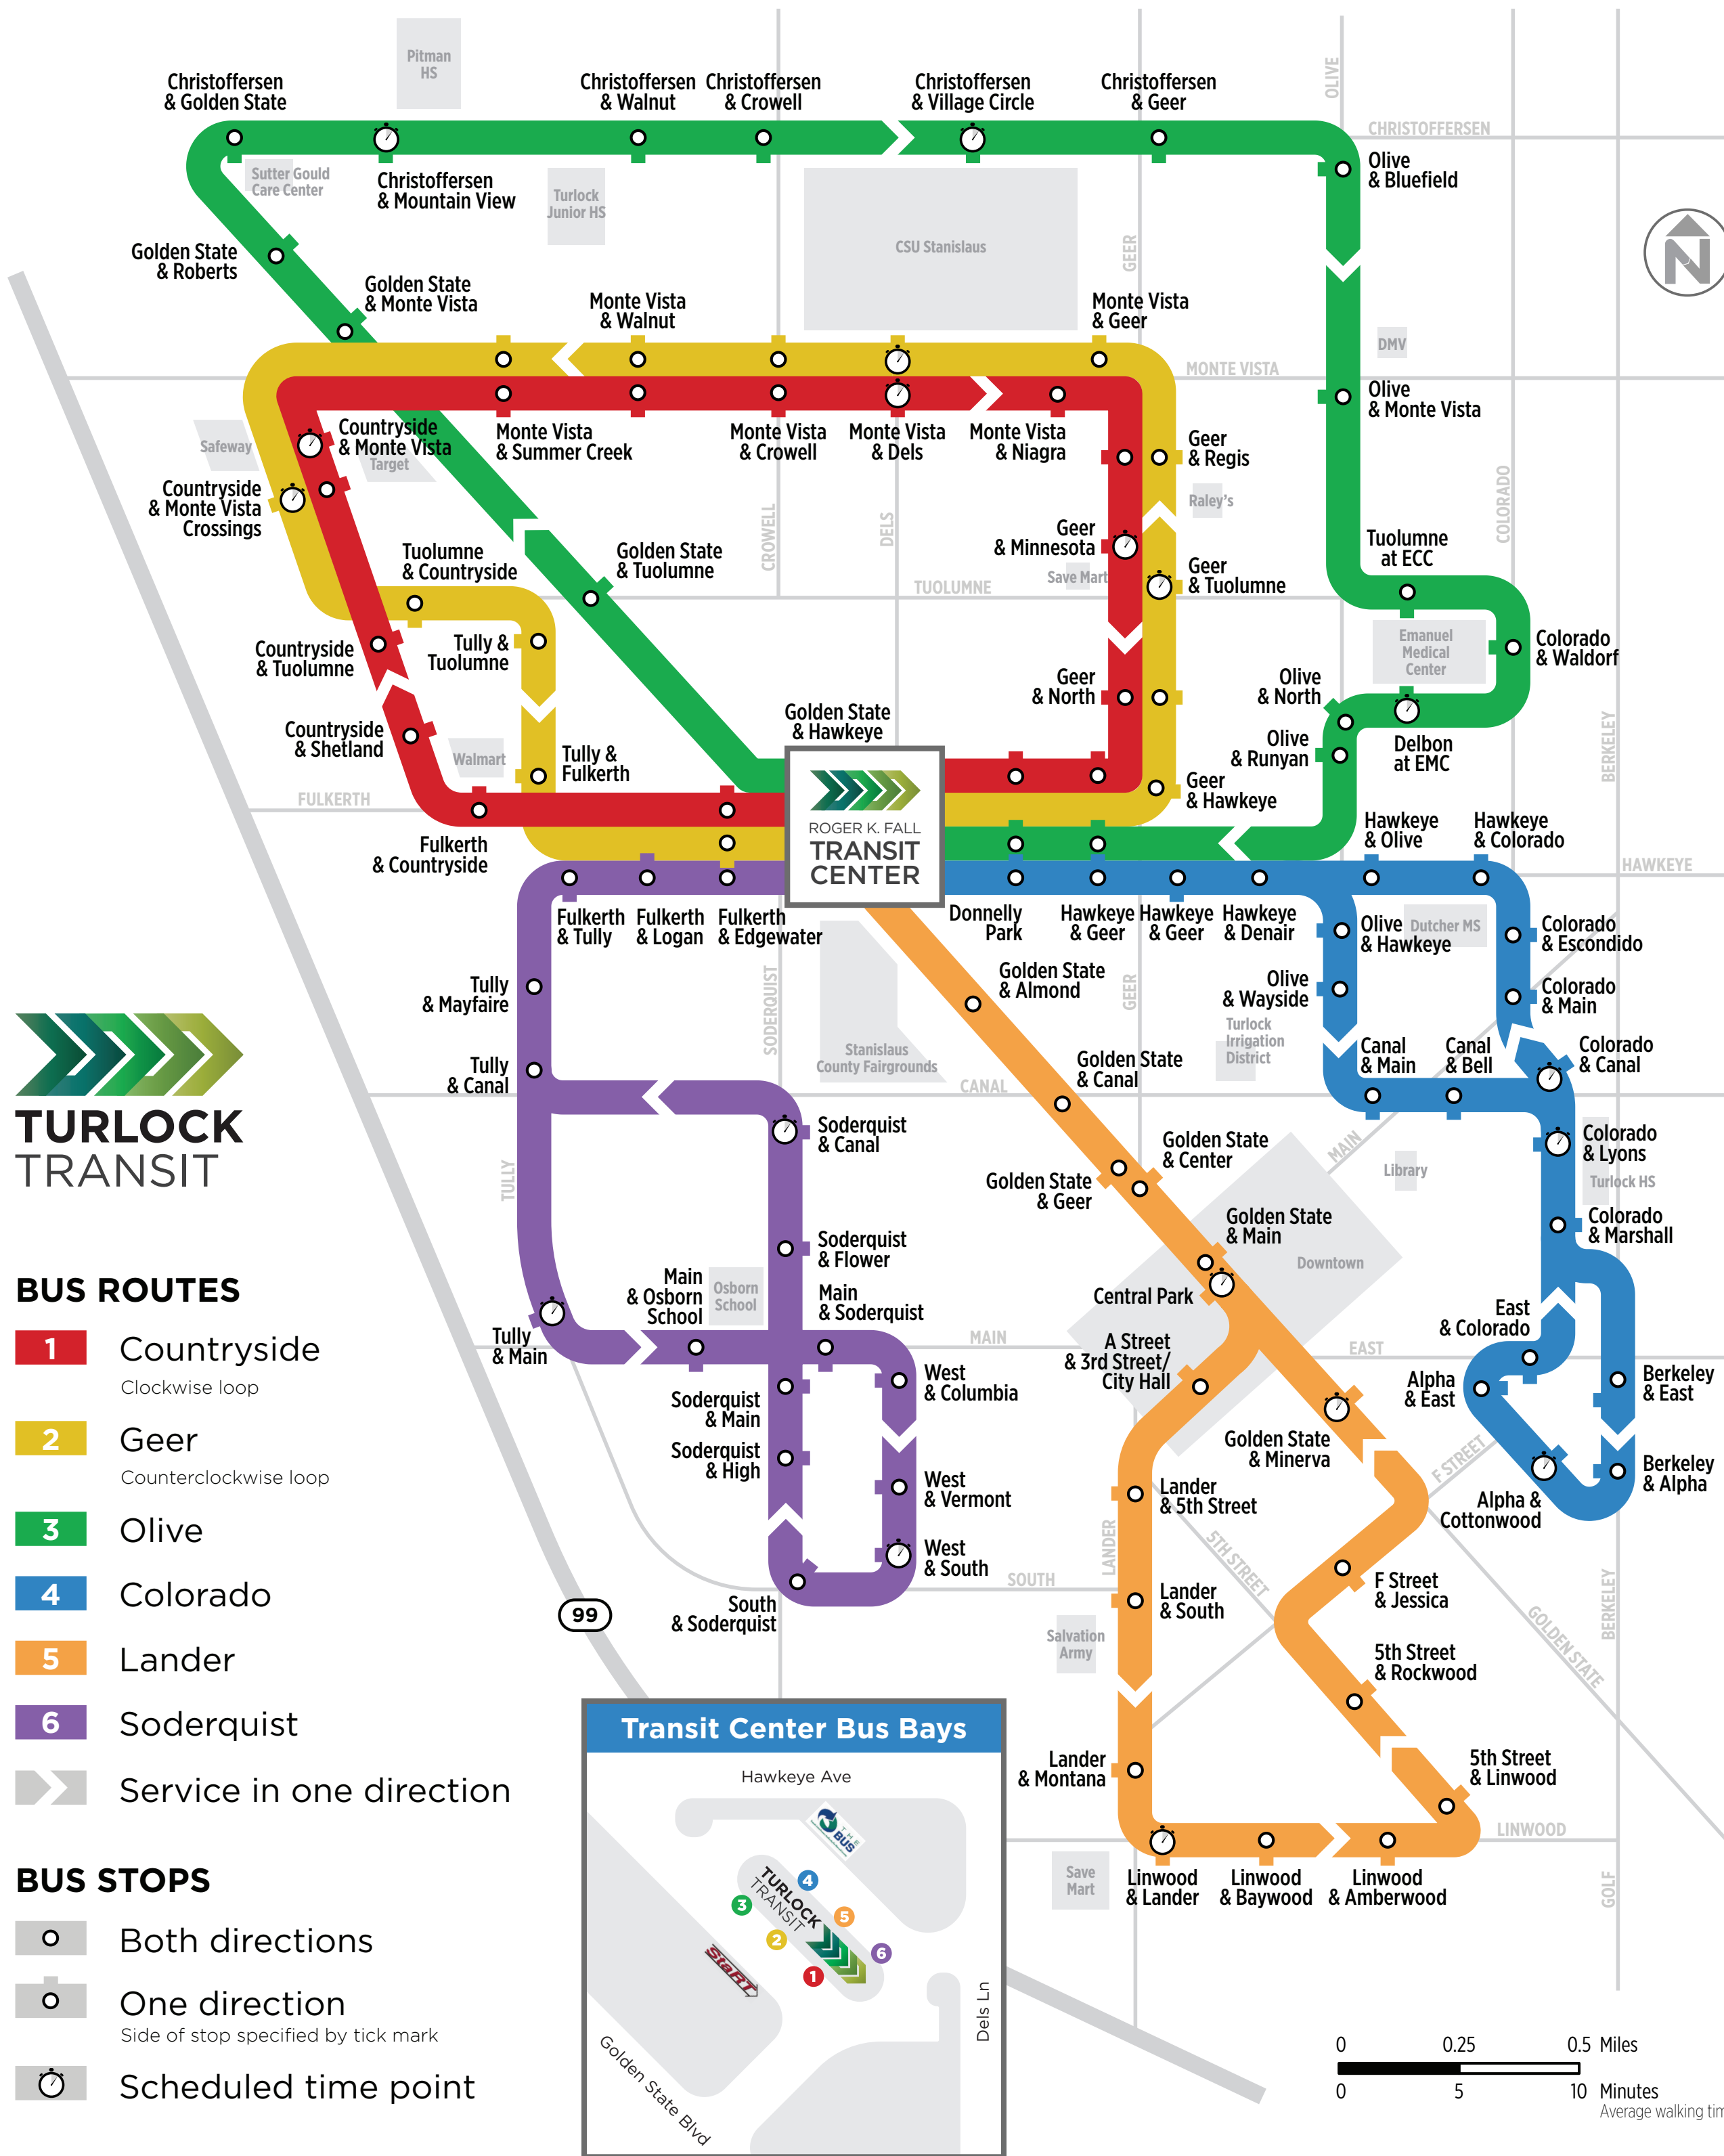 Pitman
HS
Christoffersen
& Golden State
Christoffersen
& Walnut
Christoffersen
& Crowell
Christoffersen
& Village Circle
Christoffersen
& Geer
OLIVE
CHRISTOFFERSEN
Olive
& Bluefield
Sutter Gould
Care Center
Christoffersen
& Mountain View
Turlock
Junior HS
CSU Stanislaus
GEER
N
Golden State
& Roberts
Golden State
& Monte Vista
Monte Vista
& Walnut
Monte Vista
& Geer
DMV
MONTE VISTA
Olive
& Monte Vista
Safeway
Countryside
& Monte Vista
Target
Monte Vista
& Summer Creek
Monte Vista
& Crowell
Monte Vista
& Dels
Monte Vista
& Niagra
Geer
& Regis
Countryside
& Monte Vista
Crossings
Raley's
CROWELL
DELS
COLORADO
Tuolumne
& Countryside
Golden State
& Tuolumne
Geer
& Minnesota
Save Mart
Geer
& Tuolumne
TUOLUMNE
Tuolumne
at ECC
Countryside
& Tuolumne
Tully &
Tuolumne
Emanuel
Medical
Center
Colorado
& Waldorf
Geer
& North
Olive
& North
Golden State
& Hawkeye
Countryside
& Shetland
Walmart
Tully &
Fulkerth
Olive
& Runyan
Delbon
at EMC
BERKELEY
FULKERTH
ROGER K. FALL
TRANSIT
CENTER
Geer
& Hawkeye
Hawkeye
& Olive
Hawkeye
& Colorado
Fulkerth
& Countryside
HAWKEYE
Fulkerth
& Tully
Fulkerth
& Logan
Fulkerth
& Edgewater
Donnelly
Park
Hawkeye
& Geer
Hawkeye
& Geer
Hawkeye
& Denair
Olive
& Hawkeye
Dutcher MS
Colorado
& Escondido
Tully
& Mayfaire
SODERQUIST
Golden State
& Almond
GEER
Olive
& Wayside
Colorado
& Main
Stanislaus
County Fairgrounds
Turlock
Irrigation
District
Tully
& Canal
CANAL
Golden State
& Canal
Canal
& Main
Canal
& Bell
Colorado
& Canal
TURLOCK
TRANSIT
Soderquist
& Canal
TULLY
Golden State
& Center
Golden State
& Geer
MAIN
Library
Colorado
& Lyons
Turlock HS
Golden State
& Main
Colorado
& Marshall
Soderquist
& Flower
Downtown
Main
& Osborn
School
Osborn
School
Main
& Soderquist
Central Park
East
& Colorado
Tully
& Main
MAIN
A Street
& 3rd Street/
City Hall
EAST
West
& Columbia
Alpha
& East
Berkeley
& East
Soderquist
& Main
Golden State
& Minerva
Soderquist
& High
F STREET
Berkeley
& Alpha
West
& Vermont
Lander
& 5th Street
Alpha &
Cottonwood
West
& South
LANDER
5TH STREET
SOUTH
F Street
& Jessica
South
& Soderquist
Lander
& South
BERKELEY
GOLDEN STATE
Salvation
Army
5th Street
& Rockwood
Lander
& Montana
5th Street
& Linwood
LINWOOD
Save
Mart
Linwood
& Lander
Linwood
& Baywood
Linwood
& Amberwood
GOLF
99
BUS ROUTES
1 Countryside
Clockwise loop
2 Geer
Counterclockwise loop
3 Olive
4 Colorado
5 Lander
6 Soderquist
Service in one direction
BUS STOPS
Both directions
One direction
Side of stop specified by tick mark
Scheduled time point
Transit Center Bus Bays
Hawkeye Ave
THE
BUS
TURLOCK
TRANSIT
4
3
5
2
6
1
StaRT
Dels Ln
Golden State Blvd
0 0.25 0.5 Miles
0 5 10 Minutes
Average walking tim